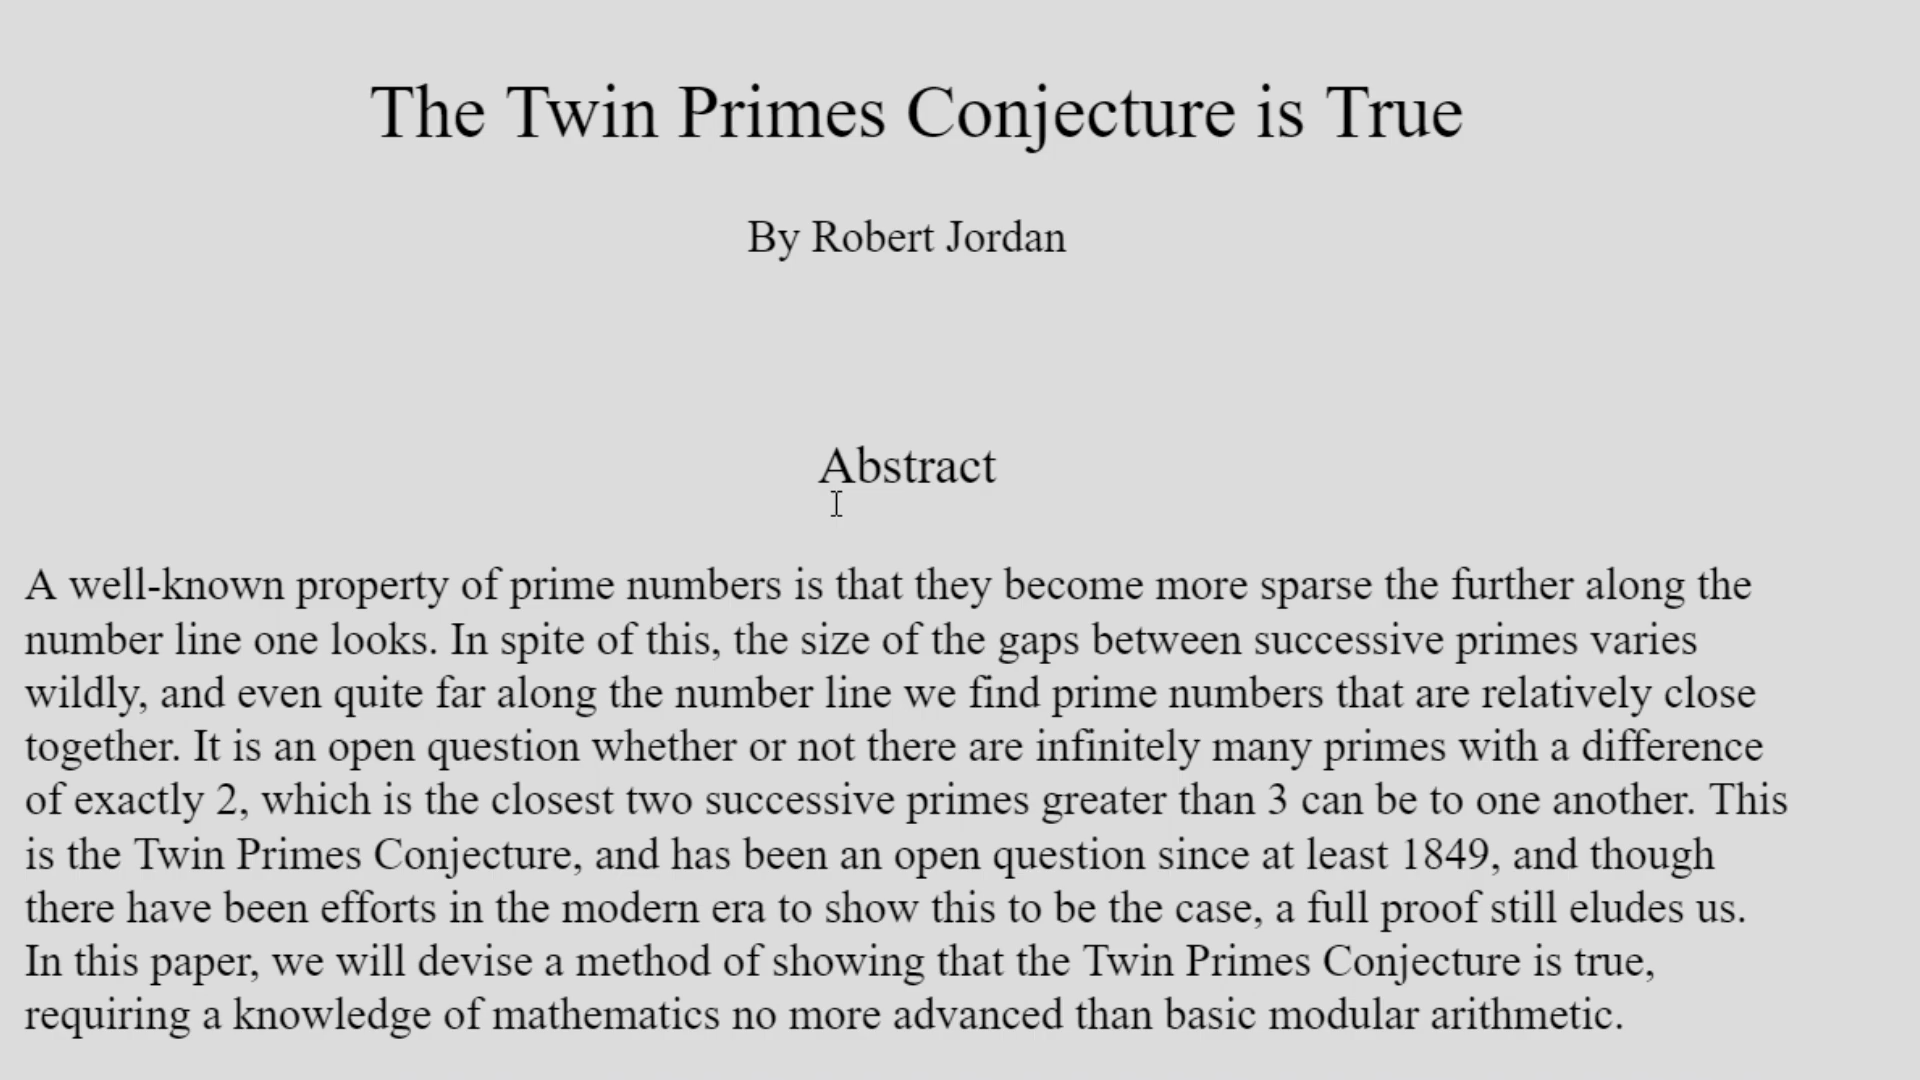 The Twin Primes Conjecture is True
By Robert Jordan
Abstract
A well-known property of prime numbers is that they become more sparse the further along the
number line one looks. In spite of this, the size of the gaps between successive primes varies
wildly, and even quite far along the number line we find prime numbers that are relatively close
together. It is an open question whether or not there are infinitely many primes with a difference
of exactly 2, which is the closest two successive primes greater than 3 can be to one another. This
is the Twin Primes Conjecture, and has been an open question since at least 1849, and though
there have been efforts in the modern era to show this to be the case, a full proof still eludes us.
In this paper, we will devise a method of showing that the Twin Primes Conjecture is true,
requiring a knowledge of mathematics no more advanced than basic modular arithmetic.